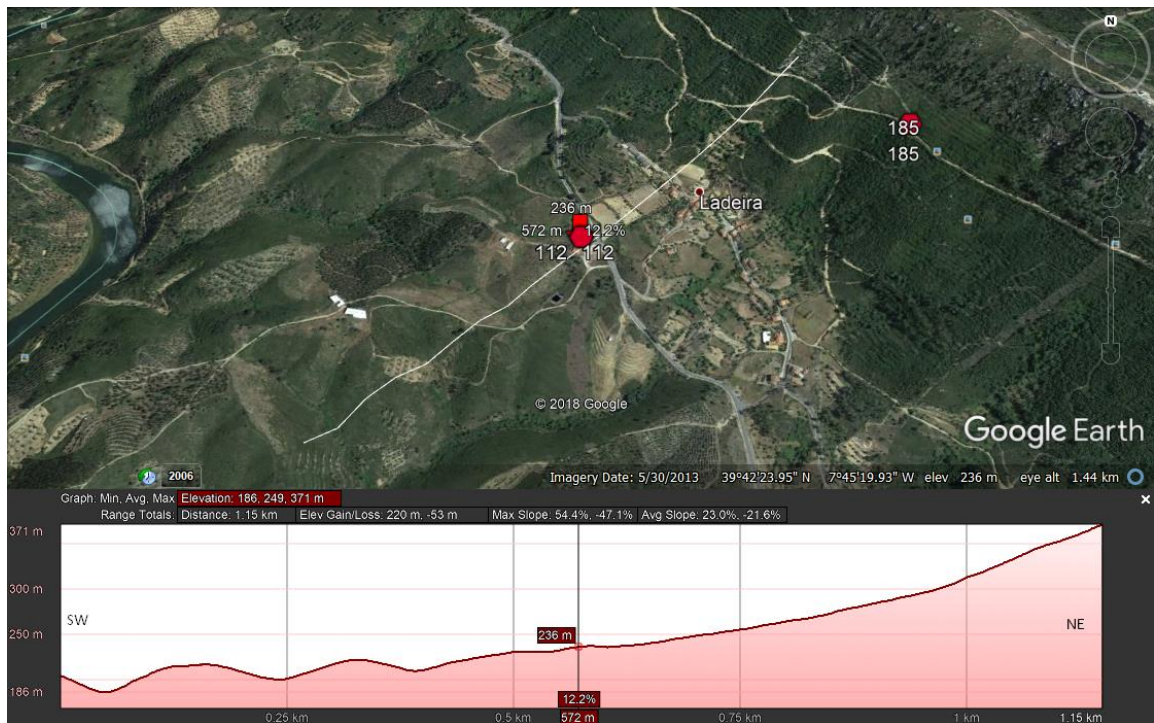 N
185
185
Ladeira
236 m
572 m 12.2%
112 112
© 2018 Google
Google Earth
2006
Imagery Date: 5/30/2013 39°42'23.95" N 7°45'19.93" W elev 236 m eye alt 1.44 km
Graph: Min, Avg, Max Elevation: 186, 249, 371 m
Range Totals: Distance: 1.15 km Elev Gain/Loss: 220 m, -53 m Max Slope: 54.4%, -47.1% Avg Slope: 23.0%, -21.6%
371 m
300 m
SW
NE
250 m
236 m
186 m
12.2%
0.25 km
0.5 km
572 m
0.75 km
1 km
1.15 km